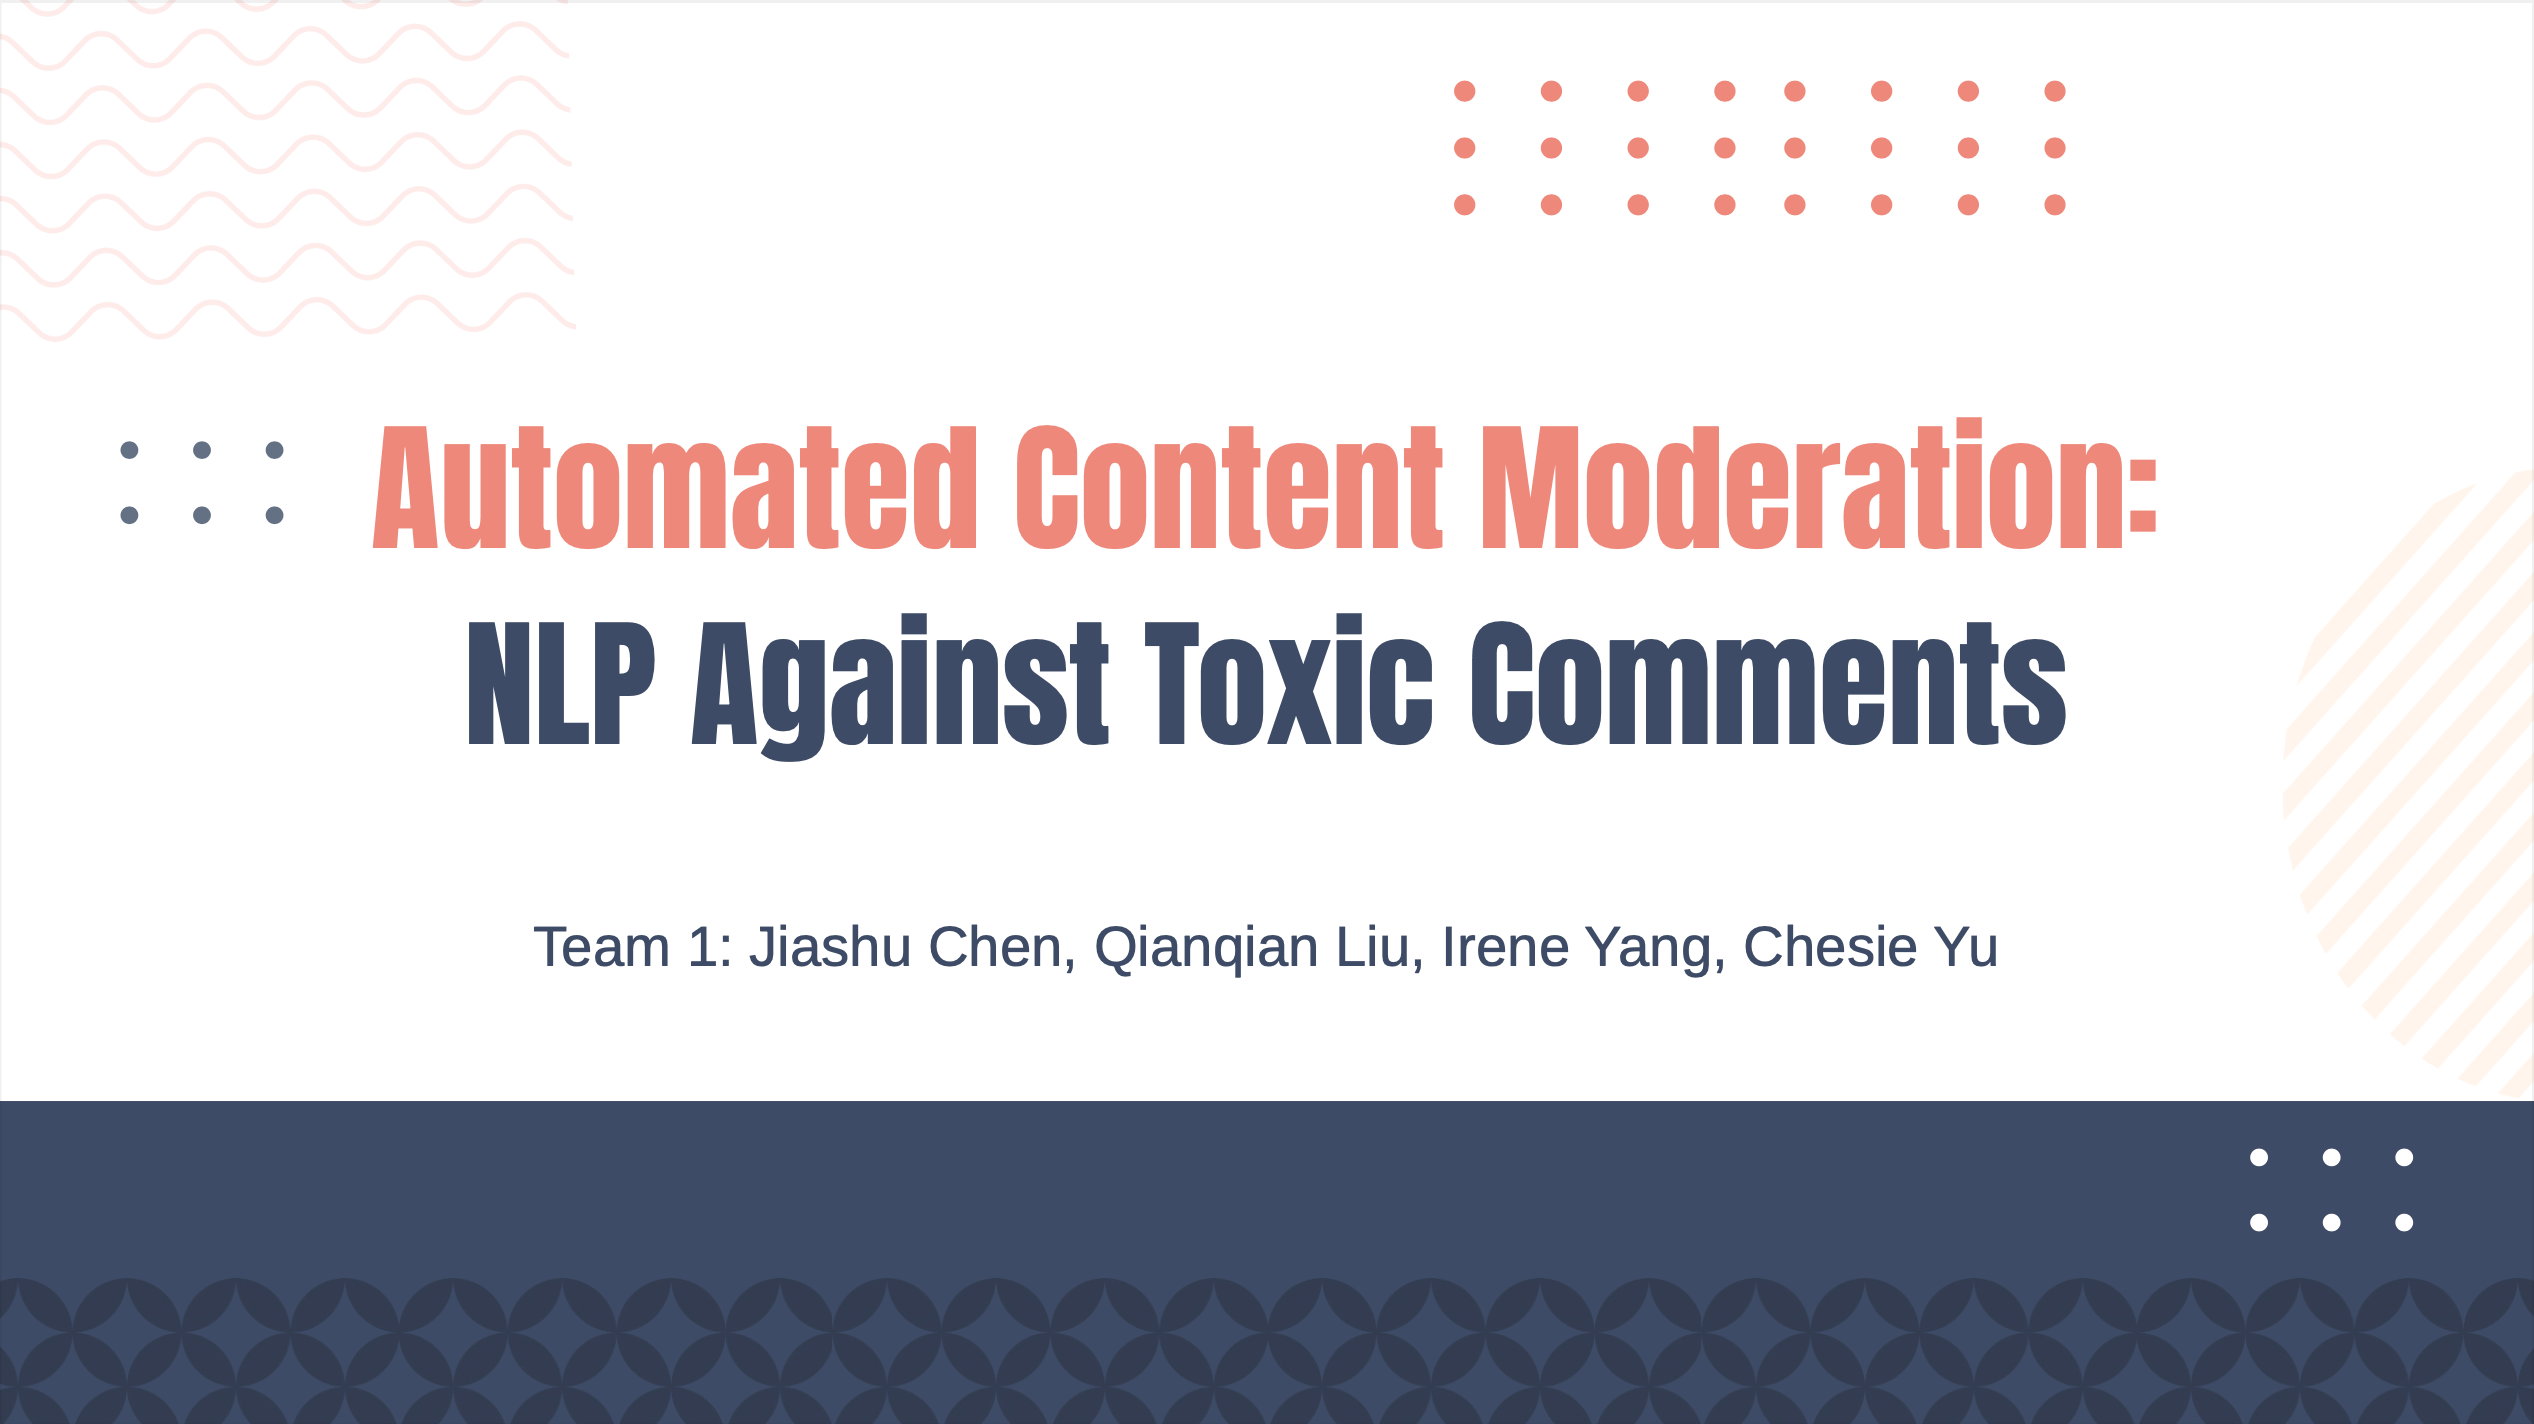 Automated Content Moderation:
NLP Against Toxic Comments
Team 1: Jiashu Chen, Qianqian Liu, Irene Yang, Chesie Yu